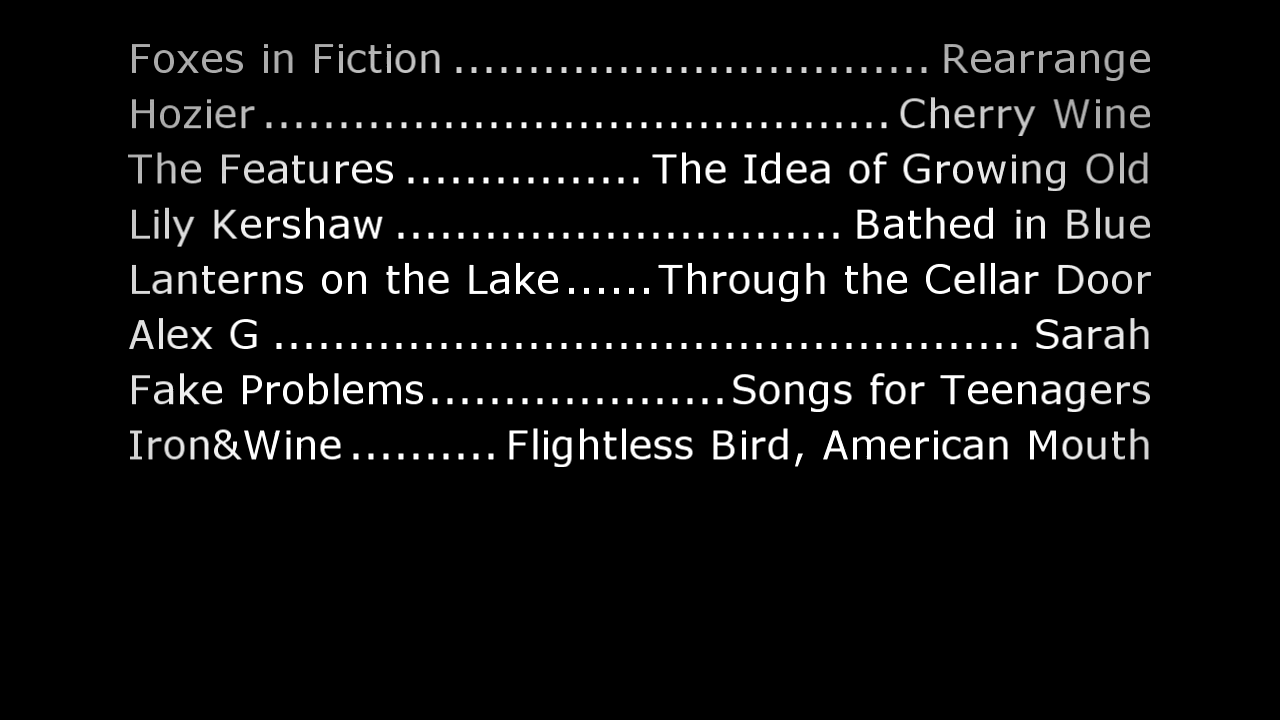 Foxes in Fiction ................................ Rearrange
Hozier .......................................... Cherry Wine
The Features ................ The Idea of Growing Old
Lily Kershaw .............................. Bathed in Blue
Lanterns on the Lake ...... Through the Cellar Door
Alex G .................................................. Sarah
Fake Problems .................... Songs for Teenagers
Iron&Wine .......... Flightless Bird, American Mouth